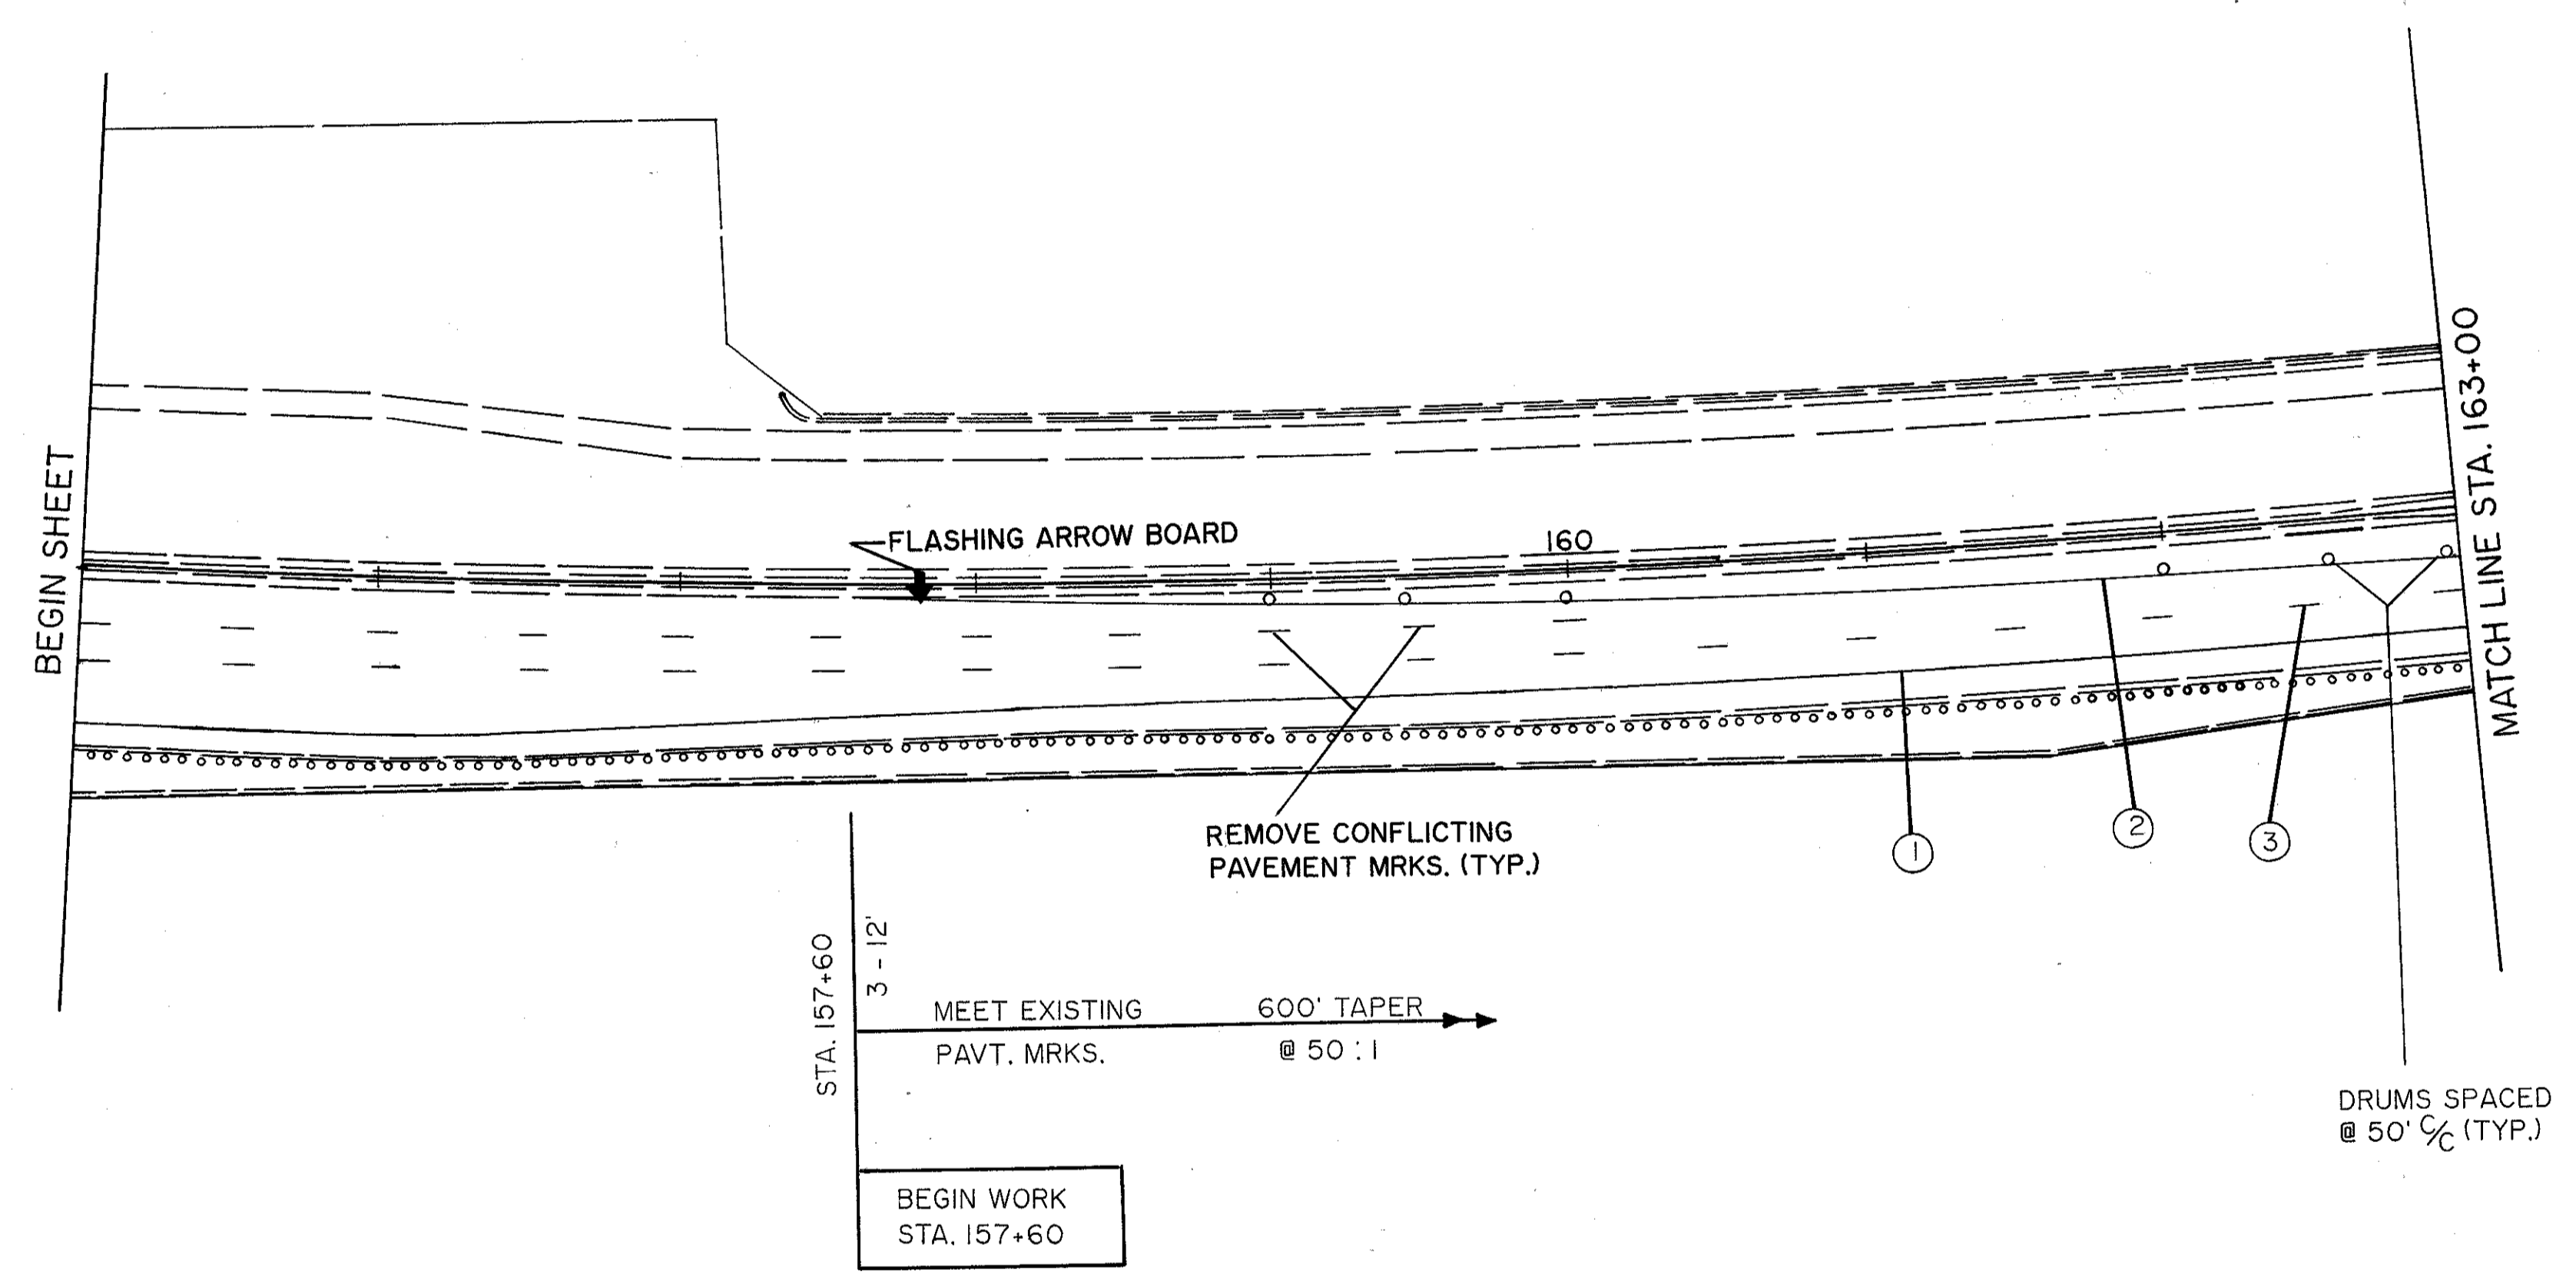 BEGIN SHEET
FLASHING ARROW BOARD
160
MATCH LINE STA. 163+00
REMOVE CONFLICTING
PAVEMENT MRKS. (TYP.)
1
2
3
STA. 157+60
3 - 12'
MEET EXISTING
PAVT. MRKS.
600' TAPER
@ 50 : 1
DRUMS SPACED
@ 50' C/C (TYP.)
BEGIN WORK
STA. 157+60